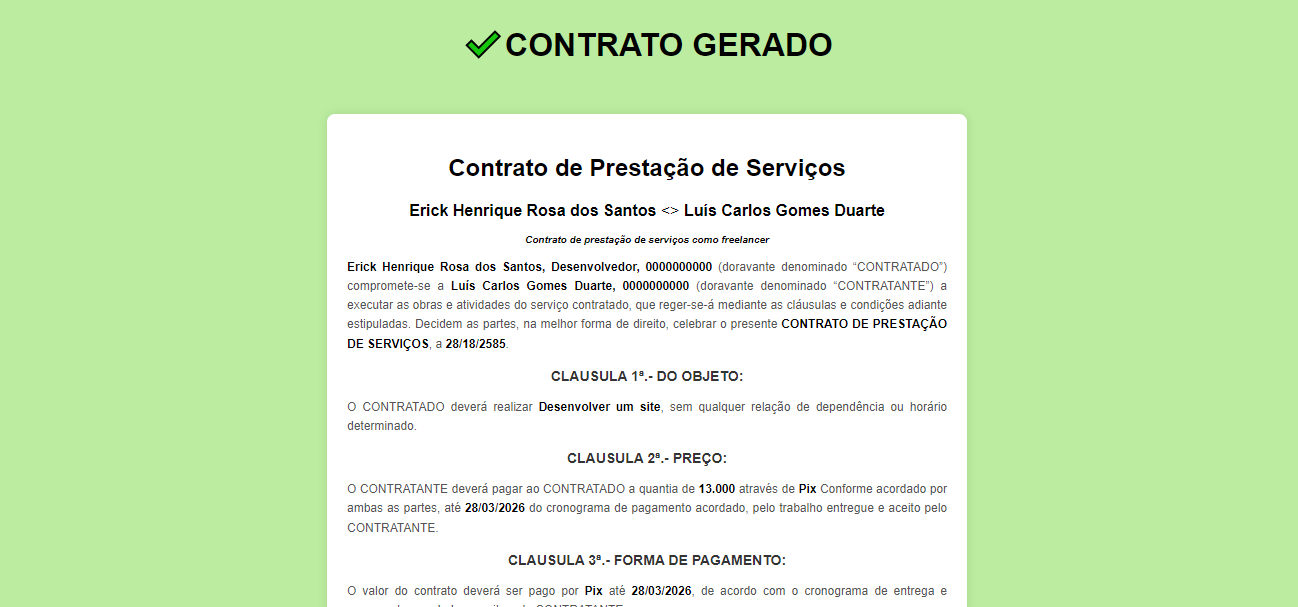 CONTRATO GERADO
Contrato de Prestação de Serviços
Erick Henrique Rosa dos Santos <> Luís Carlos Gomes Duarte
Contrato de prestação de serviços como freelancer
Erick Henrique Rosa dos Santos, Desenvolvedor, 0000000000 (doravante denominado “CONTRATADO”)
compromete-se a Luís Carlos Gomes Duarte, 0000000000 (doravante denominado “CONTRATANTE”) a
executar as obras e atividades do serviço contratado, que reger-se-á mediante as cláusulas e condições adiante
estipuladas. Decidem as partes, na melhor forma de direito, celebrar o presente CONTRATO DE PRESTAÇÃO
DE SERVIÇOS, a 28/18/2585.
CLAUSULA 1ª.- DO OBJETO:
O CONTRATADO deverá realizar Desenvolver um site, sem qualquer relação de dependência ou horário
determinado.
CLAUSULA 2ª.- PREÇO:
O CONTRATANTE deverá pagar ao CONTRATADO a quantia de 13.000 através de Pix Conforme acordado por
ambas as partes, até 28/03/2026 do cronograma de pagamento acordado, pelo trabalho entregue e aceito pelo
CONTRATANTE.
CLAUSULA 3ª.- FORMA DE PAGAMENTO:
O valor do contrato deverá ser pago por Pix até 28/03/2026, de acordo com o cronograma de entrega e